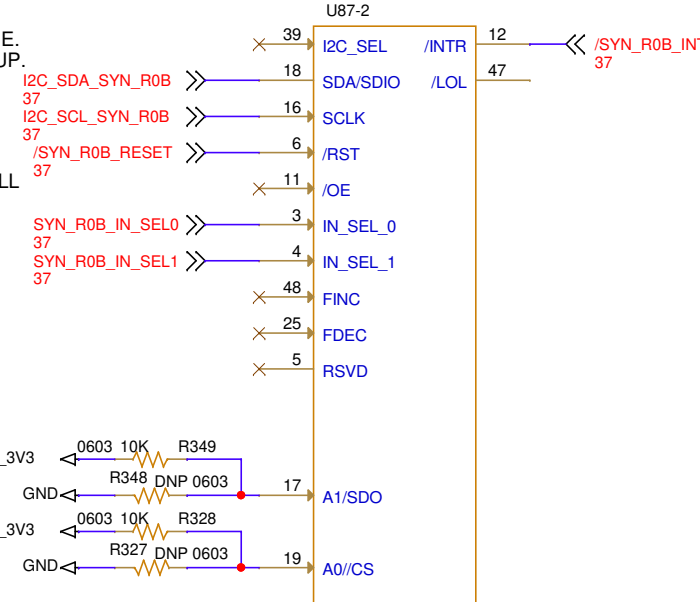 U87-2
E.
UP.
39 I2C_SEL /INTR 12 /SYN_R0B_INT
37
I2C_SDA_SYN_R0B 18 SDA/SDIO /LOL 47
37
I2C_SCL_SYN_R0B 16 SCLK
37
/SYN_R0B_RESET 6 /RST
37
LL
11 /OE
SYN_R0B_IN_SEL0 3 IN_SEL_0
37
SYN_R0B_IN_SEL1 4 IN_SEL_1
37
48 FINC
25 FDEC
5 RSVD
0603 10K R349
_3V3
R348 DNP 0603
GND 17 A1/SDO
0603 10K R328
_3V3
R327 DNP 0603
GND 19 A0//CS